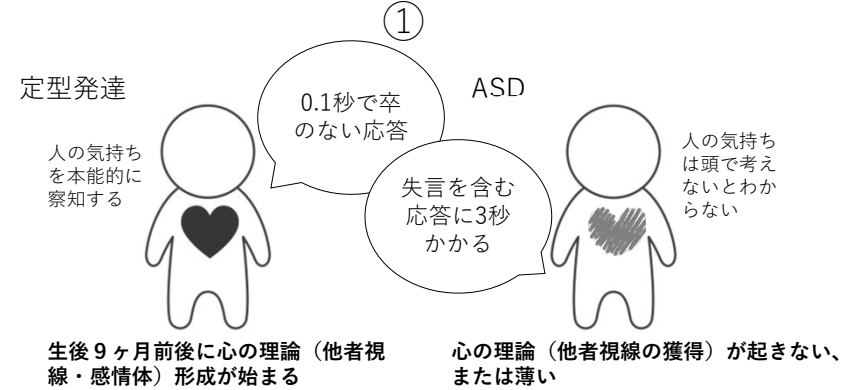 ①
定型発達
ASD
0.1秒で卒
のない応答
人の気持ち
を本能的に
察知する
失言を含む
応答に3秒
かかる
人の気持ち
は頭で考え
ないとわか
らない
生後９ヶ月前後に心の理論（他者視
線・感情体）形成が始まる
心の理論（他者視線の獲得）が起きない、
または薄い